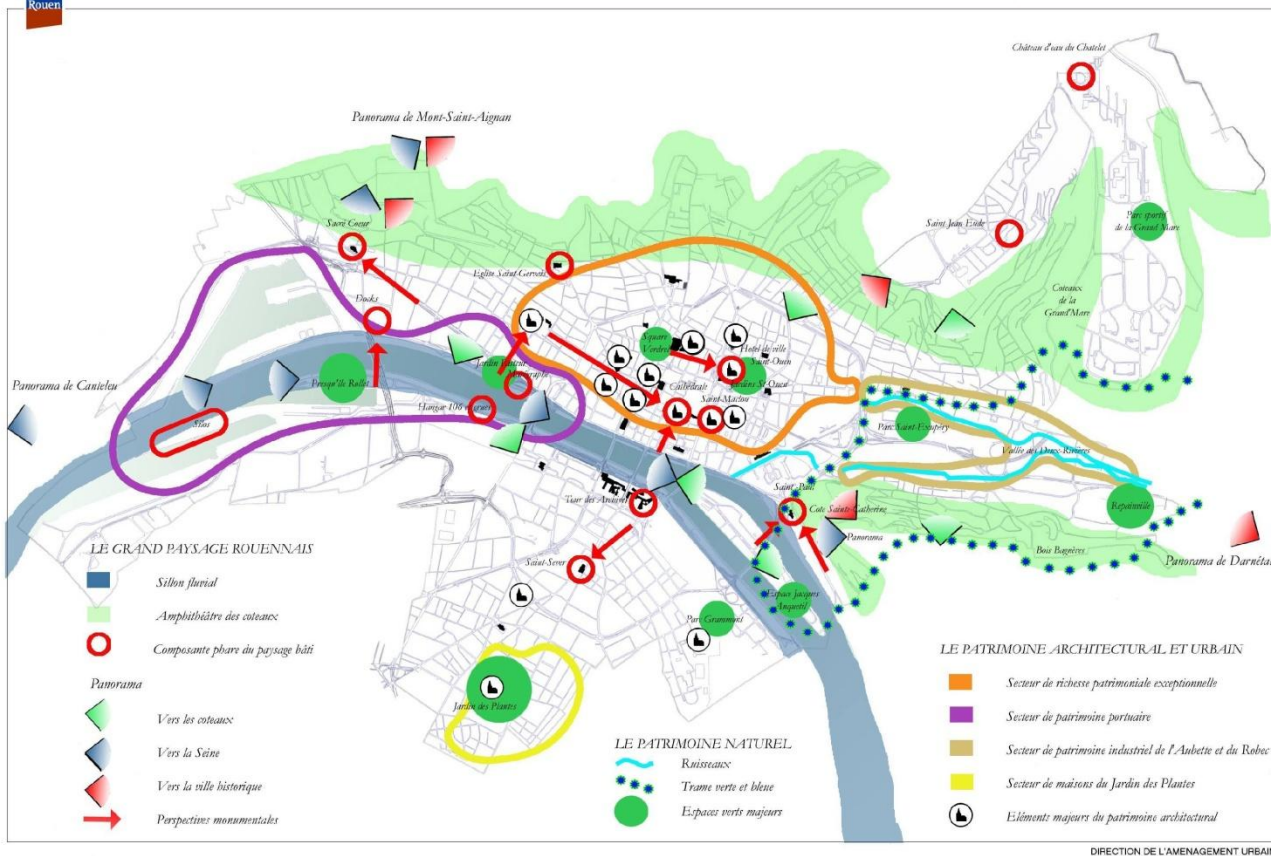 Rouen
Château d'eau du Chatelet
Panorama de Mont-Saint-Aignan
Sacré Coeur
Saint Jean Eude
Parc sportif
de la Grand Mare
Eglise Saint-Gervais
Docks
Coteaux
de la
Grand'Mare
Square
Verdrel
Hotel de ville
Saint-Ouen
Jardins St Ouen
Panorama de Canteleu
Presqu'ile Rollet
Jardin Pasteur
Cathédrale
Saint-Maclou
Hangar 106
Silos
Parc Saint-Exupéry
Vallée des Deux-Rivières
Tour des Archives
Saint-Paul
Cote Sainte-Catherine
Panorama
Repainville
Panorama de Darnétal
Bois Bagnères
Saint-Sever
Espace Jacques
Anquetil
Parc Grammont
Jardin des Plantes
LE GRAND PAYSAGE ROUENNAIS
Sillon fluvial
Amphithéâtre des coteaux
Composante phare du paysage bâti
Panorama
Vers les coteaux
Vers la Seine
Vers la ville historique
Perspectives monumentales
LE PATRIMOINE NATUREL
Ruisseaux
Trame verte et bleue
Espaces verts majeurs
LE PATRIMOINE ARCHITECTURAL ET URBAIN
Secteur de richesse patrimoniale exceptionnelle
Secteur de patrimoine portuaire
Secteur de patrimoine industriel de l'Aubette et du Robec
Secteur de maisons du Jardin des Plantes
Eléments majeurs du patrimoine architectural
DIRECTION DE L'AMENAGEMENT URBAIN